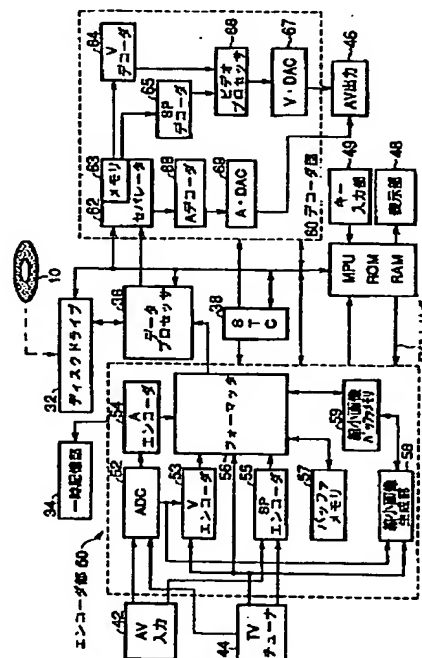 10
32
ディスクドライブ
34
一時記憶部
36
データプロセッサ
38
STC
エンコーダ部 50
42
AV入力
44
TVチューナ
52
ADC
54
Aエンコーダ
53
Vエンコーダ
55
SPエンコーダ
56
フォーマッタ
57
バッファメモリ
59
縮小画像バッファメモリ
58
縮小画像生成部
60 デコーダ部
62
セパレータ
63
メモリ
64
Vデコーダ
65
SPデコーダ
66
ビデオプロセッサ
67
V・DAC
68
Aデコーダ
69
A・DAC
46
AV出力
49
キー入力部
48
表示部
MPU
ROM
RAM